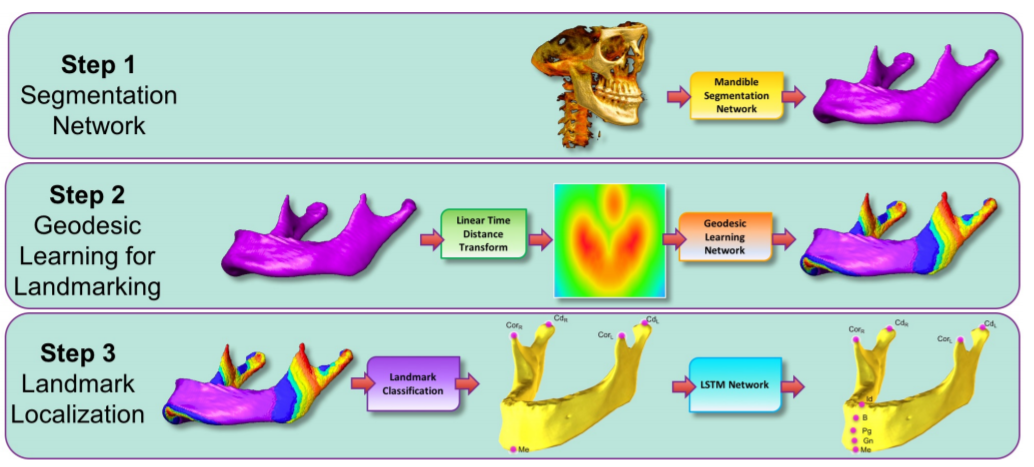 Step 1
Segmentation
Network
Mandible
Segmentation
Network
Step 2
Geodesic
Learning for
Landmarking
Linear Time
Distance
Transform
Geodesic
Learning
Network
Step 3
Landmark
Localization
Landmark
Classification
CorR
CdR
CorL
CdL
Me
LSTM Network
CorR
CdR
CorL
CdL
Id
B
Pg
Gn
Me